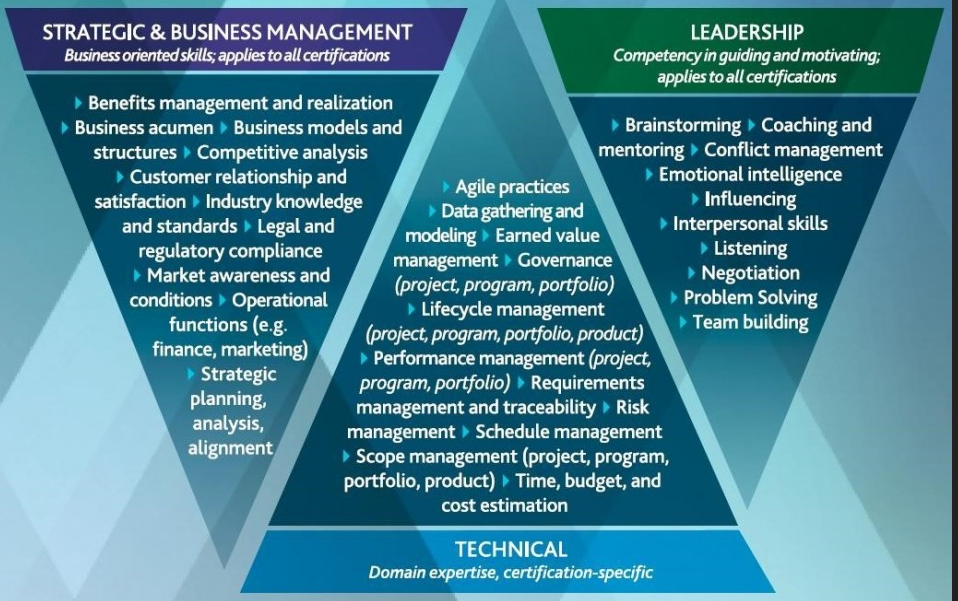 STRATEGIC & BUSINESS MANAGEMENT
Business oriented skills; applies to all certifications
Benefits management and realization
Business acumen Business models and
structures Competitive analysis
Customer relationship and
satisfaction Industry knowledge
and standards Legal and
regulatory compliance
Market awareness and
conditions Operational
functions (e.g.
finance, marketing)
Strategic
planning,
analysis,
alignment
Agile practices
Data gathering and
modeling Earned value
management Governance
(project, program, portfolio)
Lifecycle management
(project, program, portfolio, product)
Performance management (project,
program, portfolio) Requirements
management and traceability Risk
management Schedule management
Scope management (project, program,
portfolio, product) Time, budget, and
cost estimation
TECHNICAL
Domain expertise, certification-specific
LEADERSHIP
Competency in guiding and motivating;
applies to all certifications
Brainstorming Coaching and
mentoring Conflict management
Emotional intelligence
Influencing
Interpersonal skills
Listening
Negotiation
Problem Solving
Team building